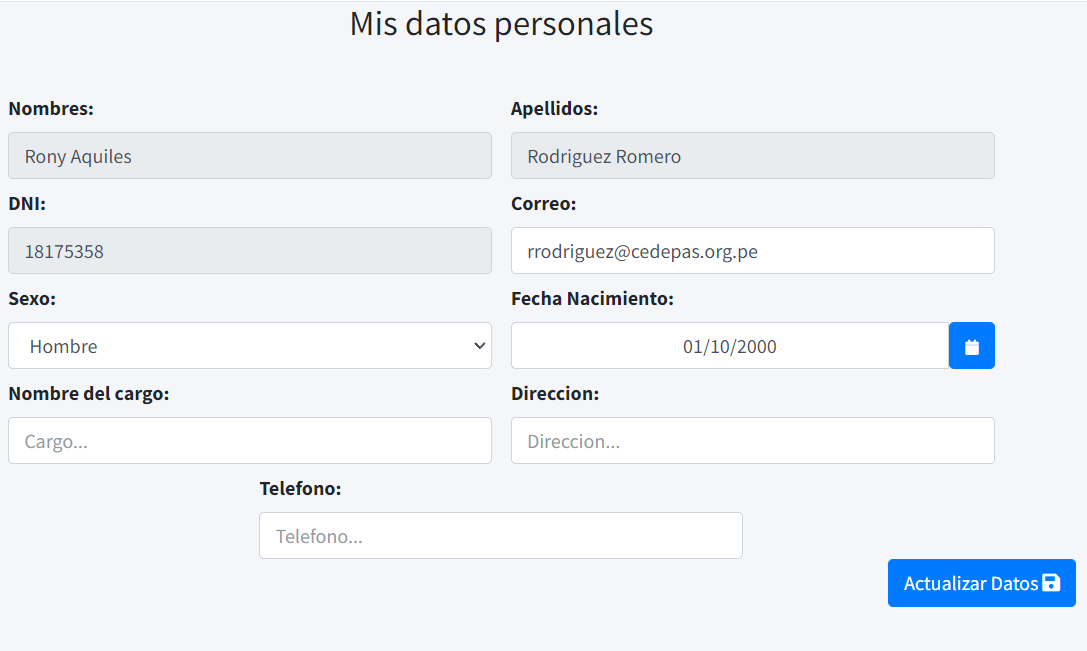 Mis datos personales
Nombres: Apellidos:
Rony Aquiles Rodriguez Romero
DNI: Correo:
18175358 rrodriguez@cedepas.org.pe
Sexo: Fecha Nacimiento:
Hombre 01/10/2000
Nombre del cargo: Direccion:
Cargo... Direccion...
Telefono:
Telefono...
Actualizar Datos